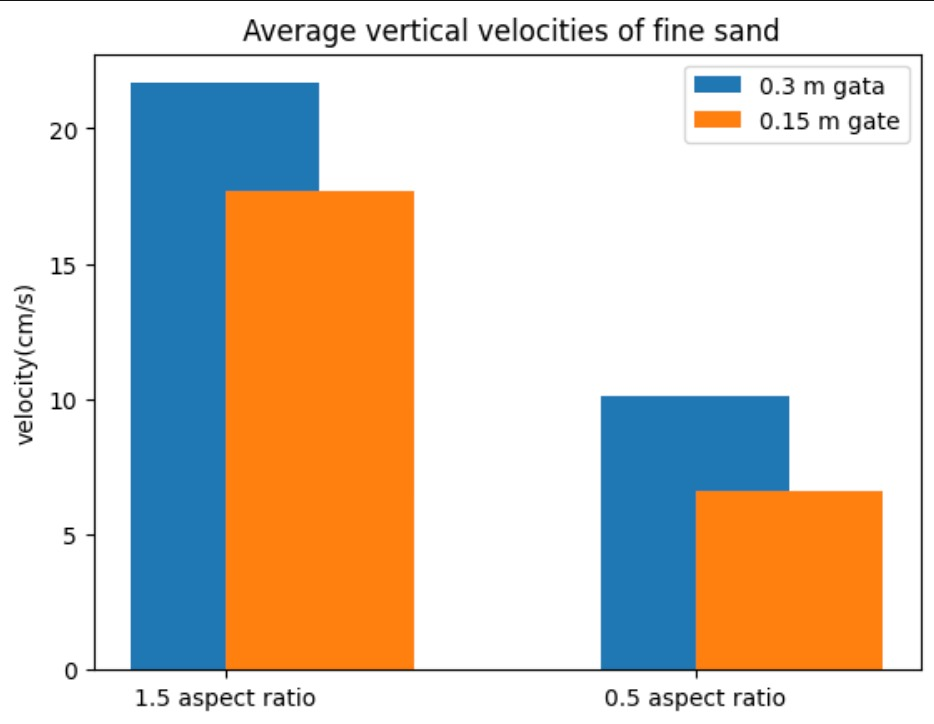 Average vertical velocities of fine sand
0.3 m gata
0.15 m gate
velocity(cm/s)
20
15
10
5
0
1.5 aspect ratio
0.5 aspect ratio